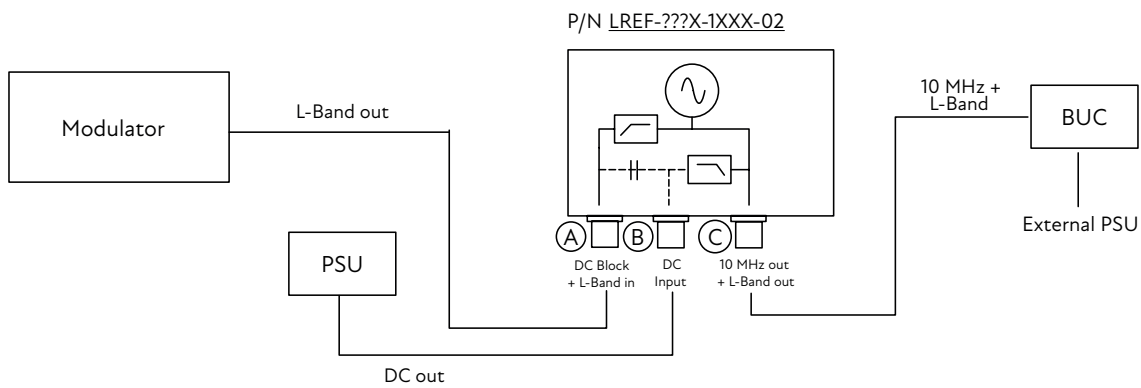 P/N LREF-???X-1XXX-02
Modulator
L-Band out
10 MHz +
L-Band
BUC
External PSU
PSU
A
B
C
DC Block
+ L-Band in
DC
Input
10 MHz out
+ L-Band out
DC out